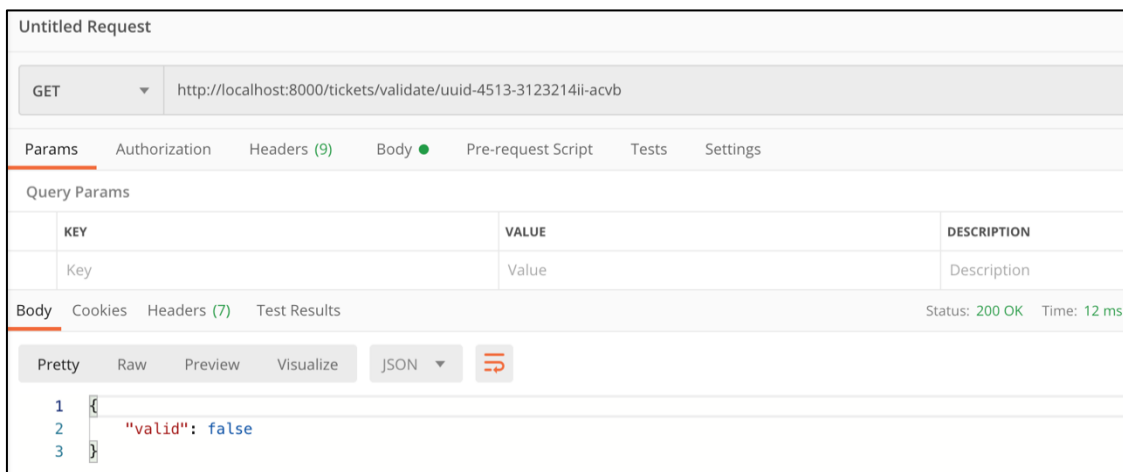 Untitled Request
GET http://localhost:8000/tickets/validate/uuid-4513-3123214ii-acvb
Params Authorization Headers (9) Body Pre-request Script Tests Settings
Query Params
KEY VALUE DESCRIPTION
Key Value Description
Body Cookies Headers (7) Test Results Status: 200 OK Time: 12 ms
Pretty Raw Preview Visualize JSON
1 {
2 "valid": false
3 }